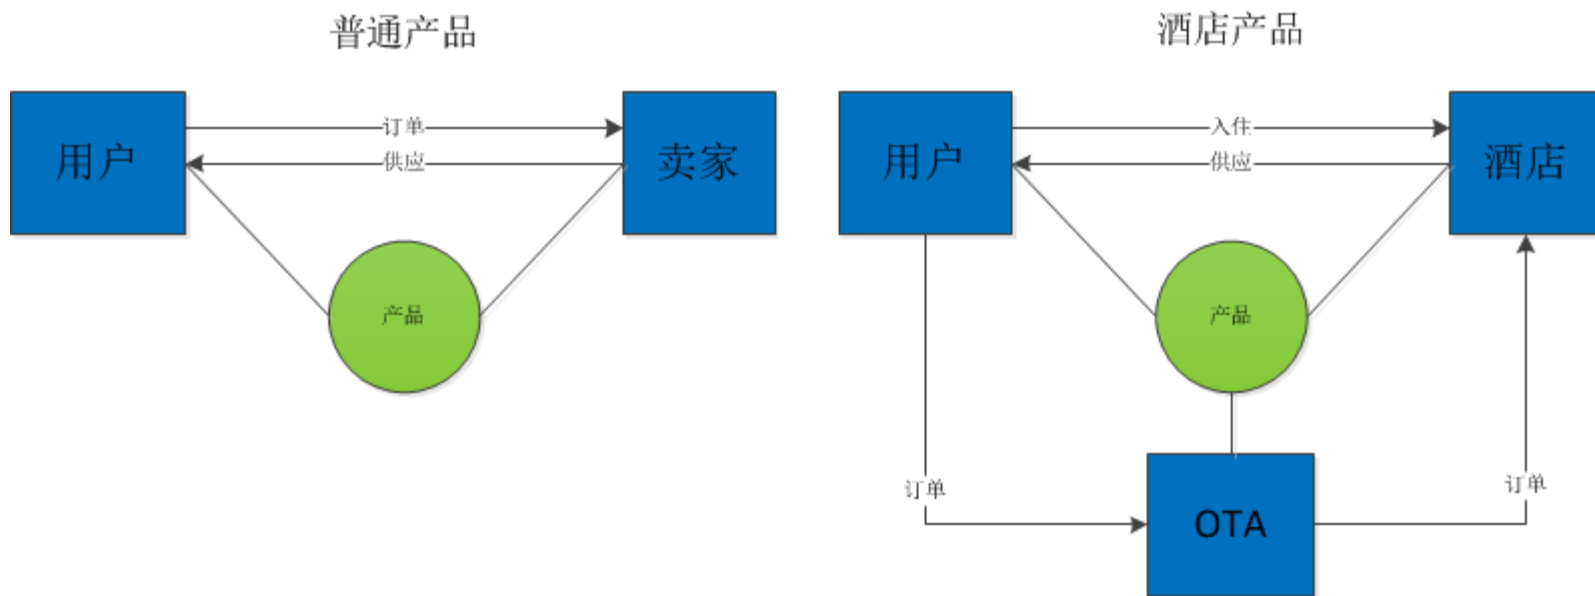 普通产品
用户
订单
供应
卖家
产品
酒店产品
用户
入住
供应
酒店
产品
订单
订单
OTA